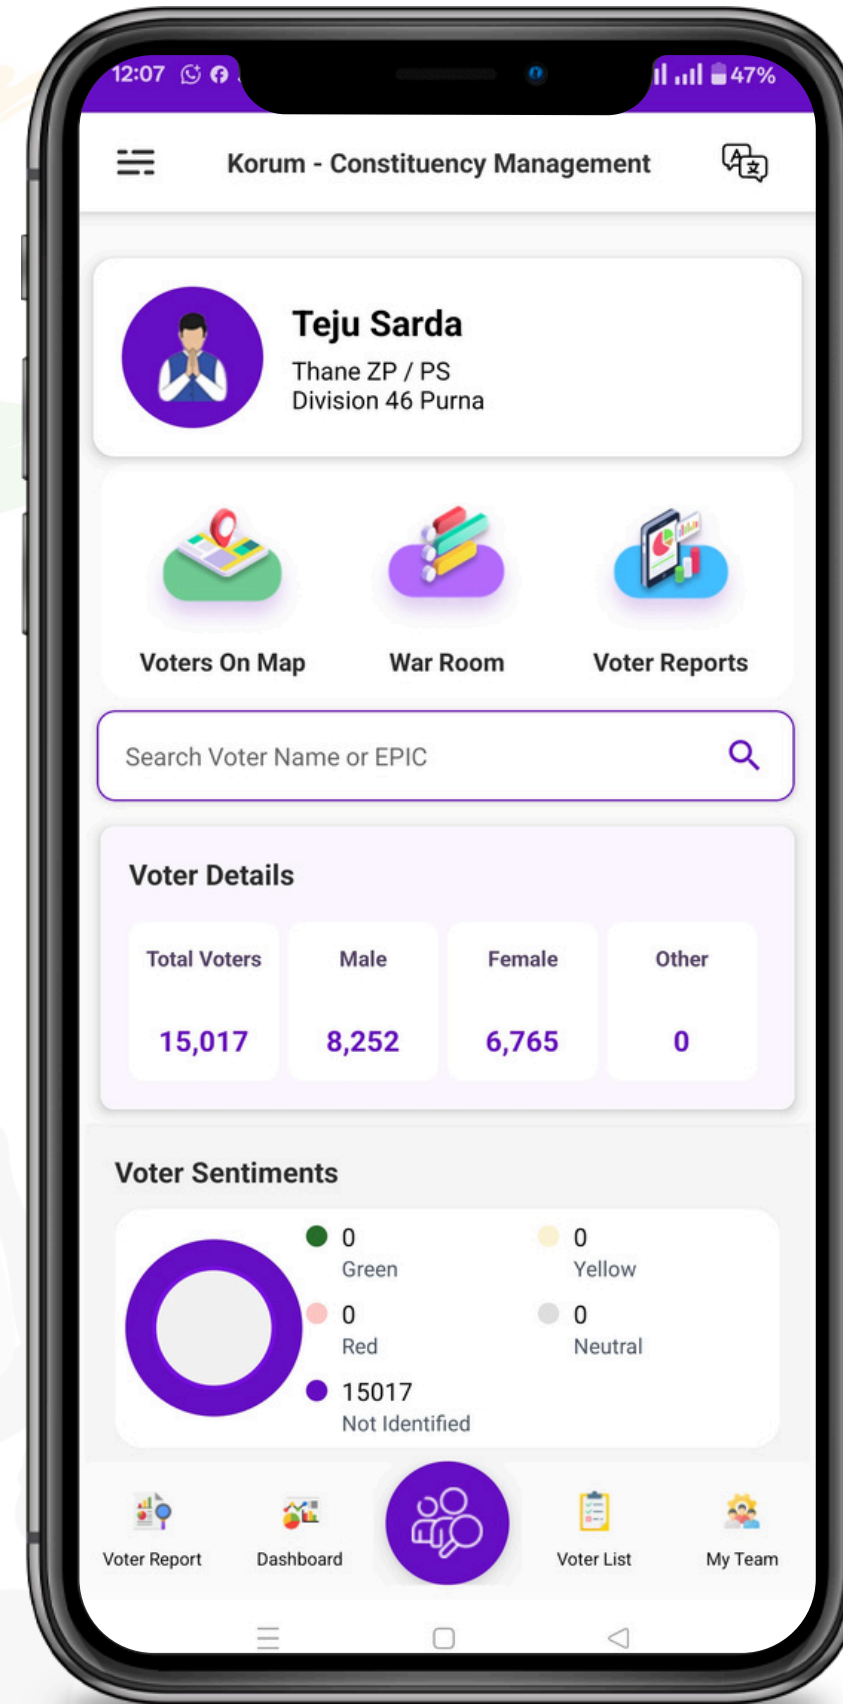 12:07
47%
Korum - Constituency Management
Teju Sarda
Thane ZP / PS
Division 46 Purna
Voters On Map
War Room
Voter Reports
Search Voter Name or EPIC
Voter Details
Total Voters
Male
Female
Other
15,017
8,252
6,765
0
Voter Sentiments
0
Green
0
Yellow
0
Red
0
Neutral
15017
Not Identified
Voter Report
Dashboard
Voter List
My Team